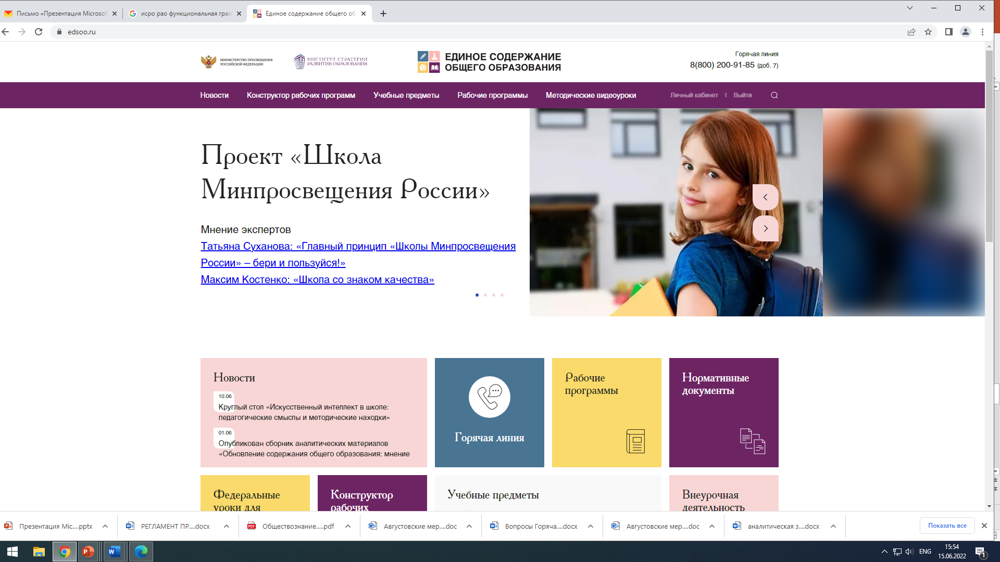 Письмо «Презентация Microsof
исро рао функциональная грам
Единое содержание общего об
edsoo.ru
МИНИСТЕРСТВО ПРОСВЕЩЕНИЯ
РОССИЙСКОЙ ФЕДЕРАЦИИ
ИНСТИТУТ СТРАТЕГИИ
РАЗВИТИЯ ОБРАЗОВАНИЯ
ЕДИНОЕ СОДЕРЖАНИЕ
ОБЩЕГО ОБРАЗОВАНИЯ
Горячая линия
8(800) 200-91-85 (доб. 7)
Новости
Конструктор рабочих программ
Учебные предметы
Рабочие программы
Методические видеоуроки
Личный кабинет | Выйти
Проект «Школа
Минпросвещения России»
Мнение экспертов
Татьяна Суханова: «Главный принцип «Школы Минпросвещения
России» – бери и пользуйся!»
Максим Костенко: «Школа со знаком качества»
Новости
10.06
Круглый стол «Искусственный интеллект в школе:
педагогические смыслы и методические находки»
01.06
Опубликован сборник аналитических материалов
«Обновление содержания общего образования: мнение
Горячая линия
Рабочие
программы
Нормативные
документы
Федеральные
уроки для
Конструктор
рабочих
Учебные предметы
Внеурочная
деятельность
Презентация Mic....pptx
РЕГЛАМЕНТ ПР....docx
PDF
Обществознание.....pdf
Августовские мер....doc
Вопросы Горяча....docx
Августовские мер....doc
аналитическая з....docx
Показать все
ENG
15:54
15.06.2022
1